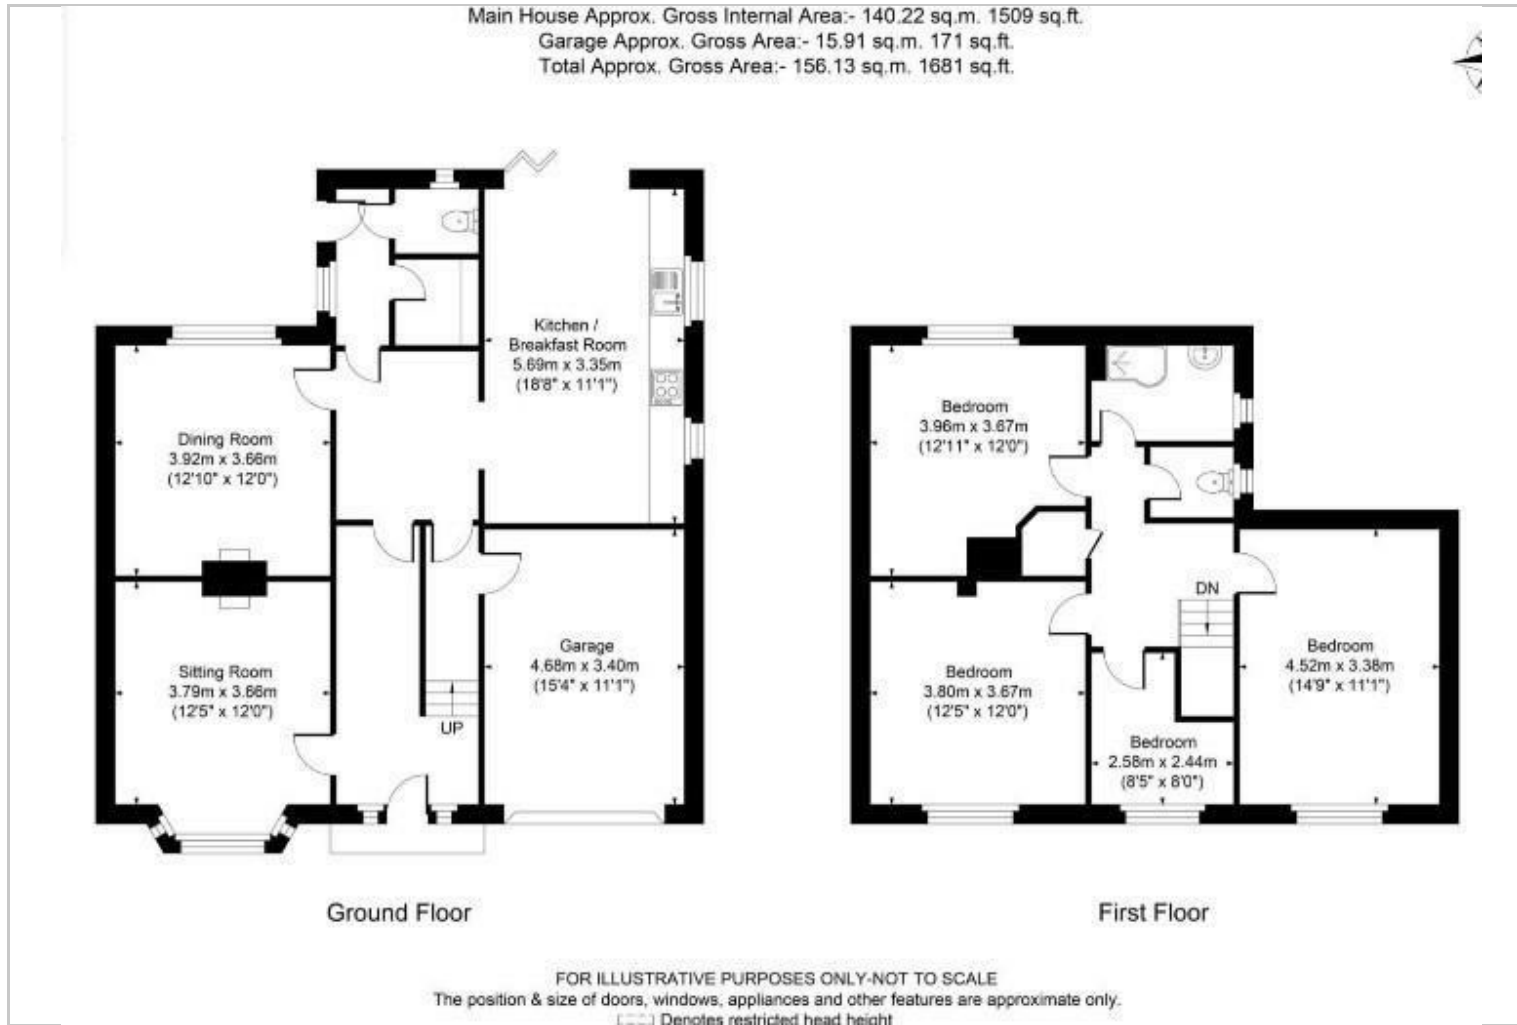 Main House Approx. Gross Internal Area:- 140.22 sq.m. 1509 sq.ft.
Garage Approx. Gross Area:- 15.91 sq.m. 171 sq.ft.
Total Approx. Gross Area:- 156.13 sq.m. 1681 sq.ft.
Kitchen /
Breakfast Room
5.69m x 3.35m
(18'8" x 11'1")
Dining Room
3.92m x 3.66m
(12'10" x 12'0")
Sitting Room
3.79m x 3.66m
(12'5" x 12'0")
UP
Garage
4.68m x 3.40m
(15'4" x 11'1")
Ground Floor
Bedroom
3.96m x 3.67m
(12'11" x 12'0")
DN
Bedroom
3.80m x 3.67m
(12'5" x 12'0")
Bedroom
2.58m x 2.44m
(8'5" x 8'0")
Bedroom
4.52m x 3.38m
(14'9" x 11'1")
First Floor
FOR ILLUSTRATIVE PURPOSES ONLY-NOT TO SCALE
The position & size of doors, windows, appliances and other features are approximate only.
Denotes restricted head height